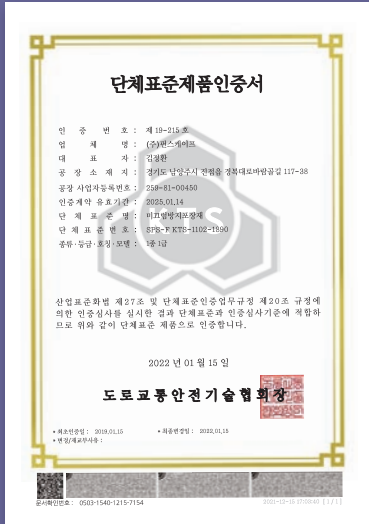 단체표준제품인증서
인 증 번 호 : 제 19-215 호
업 체 명 : (주)펀스케이프
대 표 자 : 김정환
공 장 소 재 지 : 경기도 남양주시 진접읍 경복대로바람골길 117-38
공장 사업자등록번호 : 259-81-00450
인증계약 유효기간 : 2025.01.14
단 체 표 준 명 : 미끄럼방지포장재
단 체 표 준 번 호 : SPS-F KTS-1102-1890
종류·등급·호칭·모델 : 1종 1급
KTS
산업표준화법 제27조 및 단체표준인증업무규정 제20조 규정에
의한 인증심사를 실시한 결과 단체표준과 인증심사기준에 적합하
므로 위와 같이 단체표준 제품으로 인증합니다.
2022 년 01 월 15 일
도로교통안전기술협회장
• 최초인증일 : 2019.01.15 • 최종변경일 : 2022.01.15
• 변경/재교부사유 :
문서확인번호 : 0503-1540-1215-7154
2021-12-15 17:59:40 [1/1]